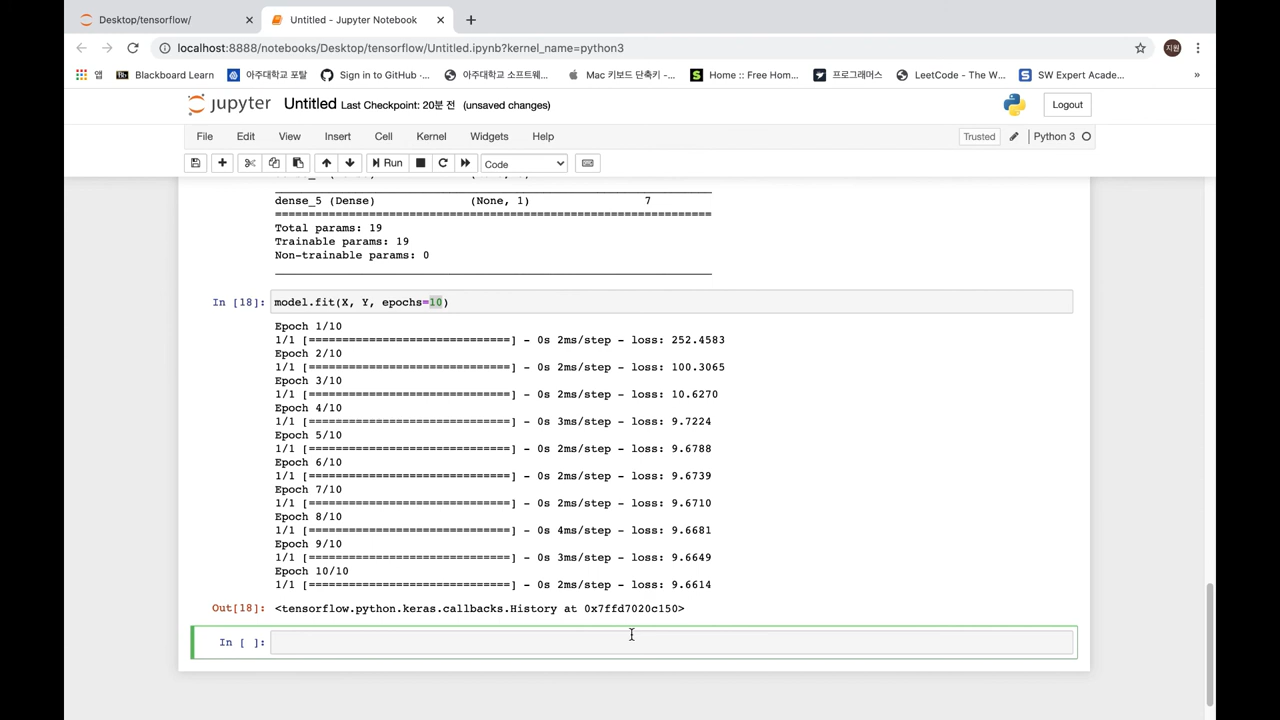 Desktop/tensorflow/
Untitled - Jupyter Notebook
localhost:8888/notebooks/Desktop/tensorflow/Untitled.ipynb?kernel_name=python3
지원
앱 Blackboard Learn 아주대학교 포탈 Sign in to GitHub ·... 아주대학교 소프트웨... Mac 키보드 단축키 -... Home :: Free Hom... 프로그래머스 LeetCode - The W... SW Expert Acade... »
jupyter Untitled Last Checkpoint: 20분 전 (unsaved changes) Logout
File Edit View Insert Cell Kernel Widgets Help Trusted Python 3
Run Code
dense_5 (Dense) (None, 1) 7
Total params: 19
Trainable params: 19
Non-trainable params: 0
In [18]: model.fit(X, Y, epochs=10)
Epoch 1/10
1/1 [==============================] - 0s 2ms/step - loss: 252.4583
Epoch 2/10
1/1 [==============================] - 0s 2ms/step - loss: 100.3065
Epoch 3/10
1/1 [==============================] - 0s 2ms/step - loss: 10.6270
Epoch 4/10
1/1 [==============================] - 0s 3ms/step - loss: 9.7224
Epoch 5/10
1/1 [==============================] - 0s 2ms/step - loss: 9.6788
Epoch 6/10
1/1 [==============================] - 0s 2ms/step - loss: 9.6739
Epoch 7/10
1/1 [==============================] - 0s 2ms/step - loss: 9.6710
Epoch 8/10
1/1 [==============================] - 0s 4ms/step - loss: 9.6681
Epoch 9/10
1/1 [==============================] - 0s 3ms/step - loss: 9.6649
Epoch 10/10
1/1 [==============================] - 0s 2ms/step - loss: 9.6614
Out[18]: <tensorflow.python.keras.callbacks.History at 0x7ffd7020c150>
In [ ]: